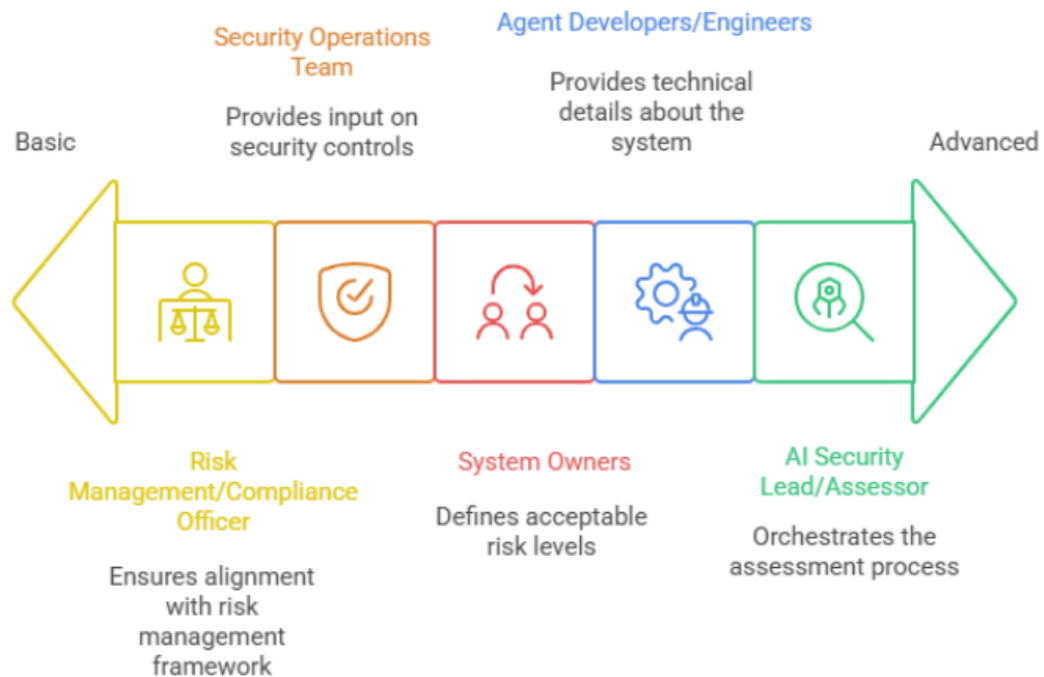 Agent Developers/Engineers
Security Operations
Team
Provides technical
details about the
system
Provides input on
security controls
Basic
Advanced
Risk
Management/Compliance
Officer
Ensures alignment
with risk
management
framework
System Owners
Defines acceptable
risk levels
AI Security
Lead/Assessor
Orchestrates the
assessment process